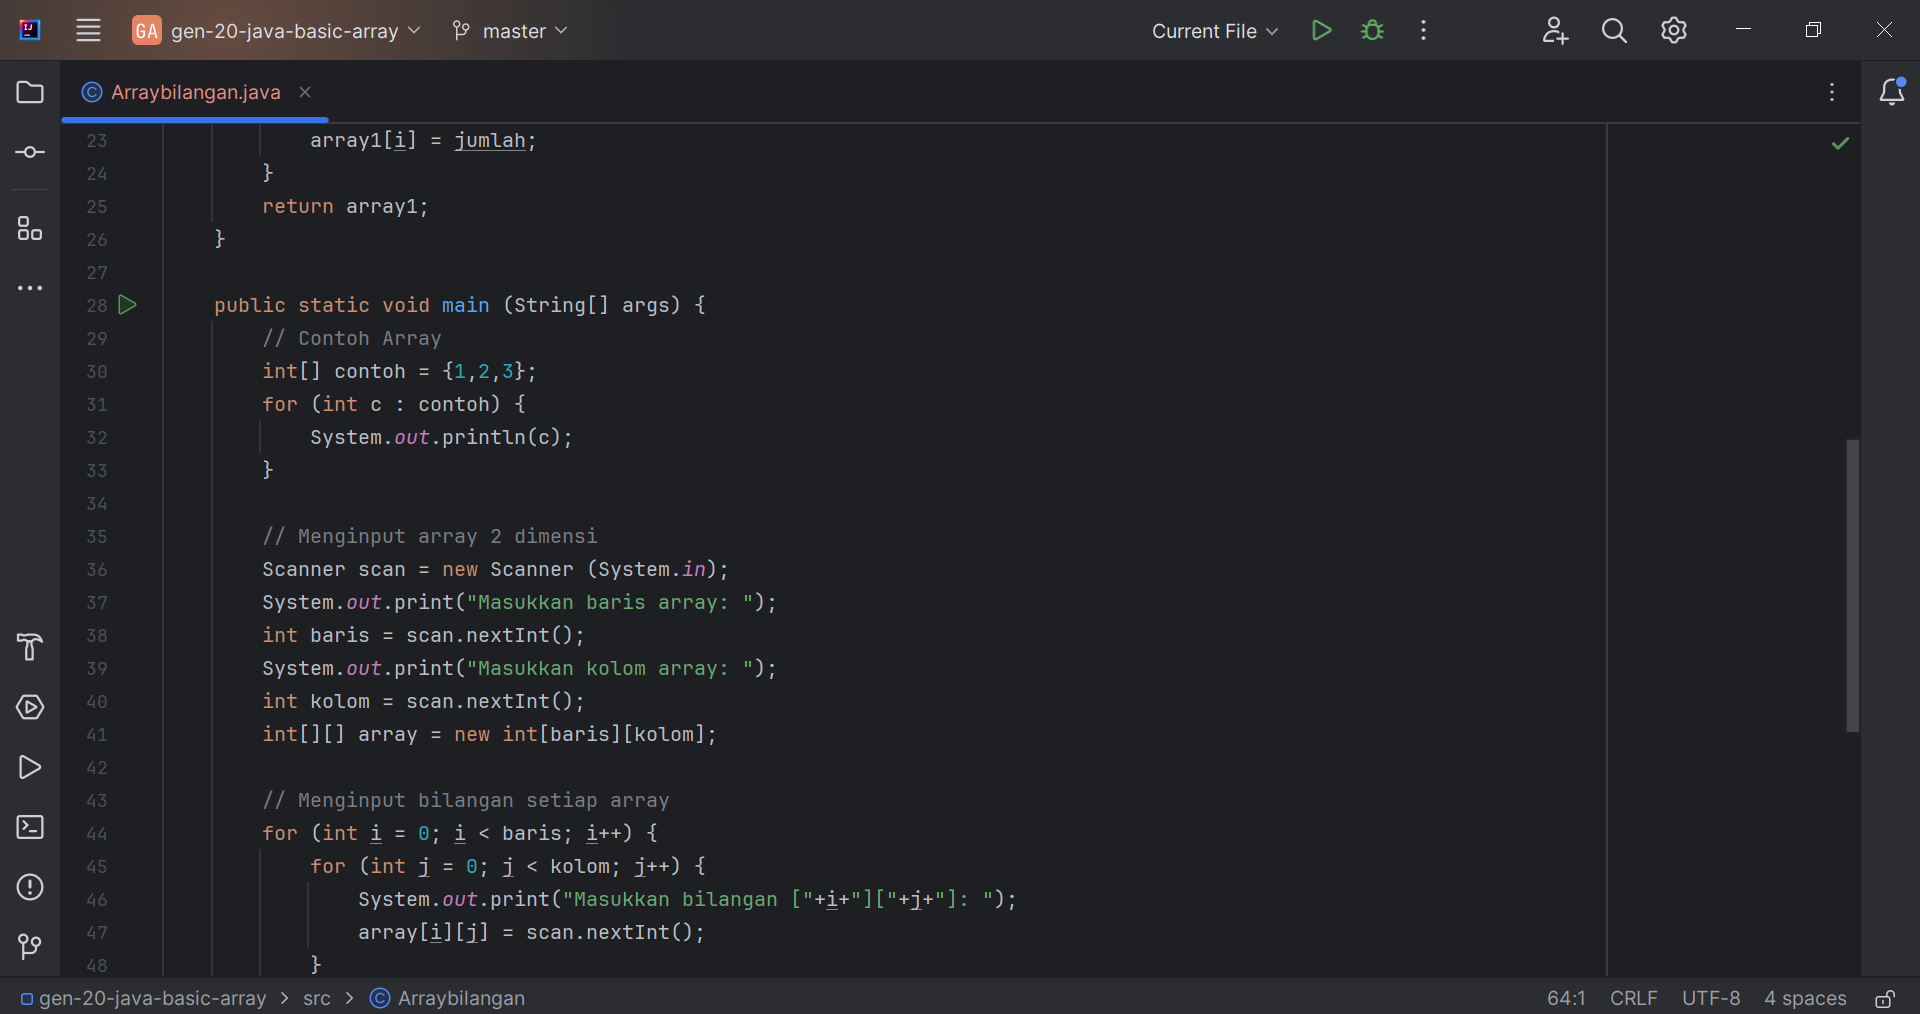 GA gen-20-java-basic-array master Current File
Arraybilangan.java
23 array1[i] = jumlah;
24 }
25 return array1;
26 }
27
28 public static void main (String[] args) {
29 // Contoh Array
30 int[] contoh = {1,2,3};
31 for (int c : contoh) {
32 System.out.println(c);
33 }
34
35 // Menginput array 2 dimensi
36 Scanner scan = new Scanner (System.in);
37 System.out.print("Masukkan baris array: ");
38 int baris = scan.nextInt();
39 System.out.print("Masukkan kolom array: ");
40 int kolom = scan.nextInt();
41 int[][] array = new int[baris][kolom];
42
43 // Menginput bilangan setiap array
44 for (int i = 0; i < baris; i++) {
45 for (int j = 0; j < kolom; j++) {
46 System.out.print("Masukkan bilangan ["+i+"]["+j+"]: ");
47 array[i][j] = scan.nextInt();
48 }
gen-20-java-basic-array > src > Arraybilangan 64:1 CRLF UTF-8 4 spaces